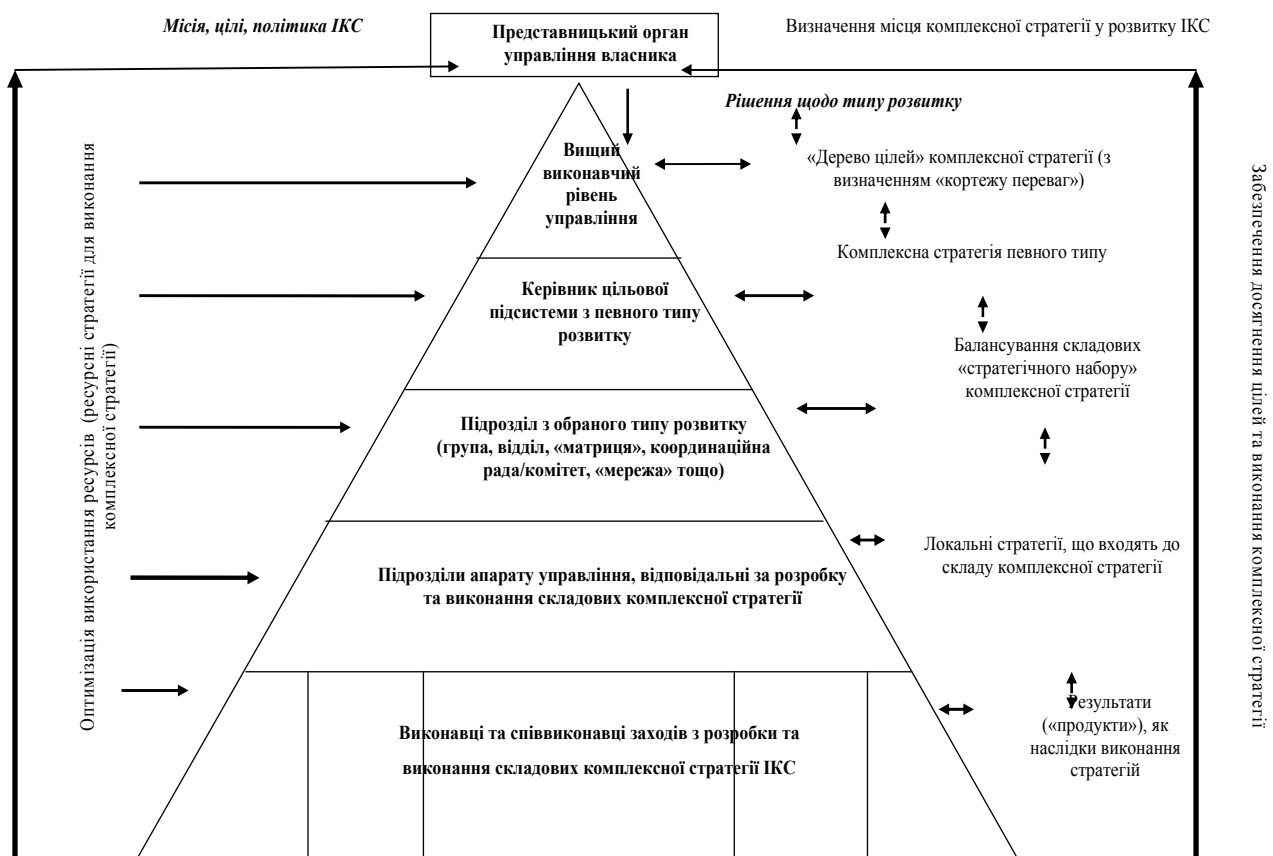 Місія, цілі, політика ІКС
Представницький орган
управління власника
Визначення місця комплексної стратегії у розвитку ІКС
Рішення щодо типу розвитку
Вищий
виконавчий
рівень
управління
«Дерево цілей» комплексної стратегії (з
визначенням «кортежу переваг»)
Комплексна стратегія певного типу
Керівник цільової
підсистеми з певного типу
розвитку
Балансування складових
«стратегічного набору»
комплексної стратегії
Підрозділ з обраного типу розвитку
(група, відділ, «матриця», координаційна
рада/комітет, «мережа» тощо)
Підрозділи апарату управління, відповідальні за розробку
та виконання складових комплексної стратегії
Локальні стратегії, що входять до
складу комплексної стратегії
Виконавці та співвиконавці заходів з розробки та
виконання складових комплексної стратегії ІКС
Результати
(«продукти»), як
наслідки виконання
стратегій
Оптимізація використання ресурсів (ресурсні стратегії для виконання
комплексної стратегії)
Забезпечення досягнення цілей та виконання комплексної стратегії